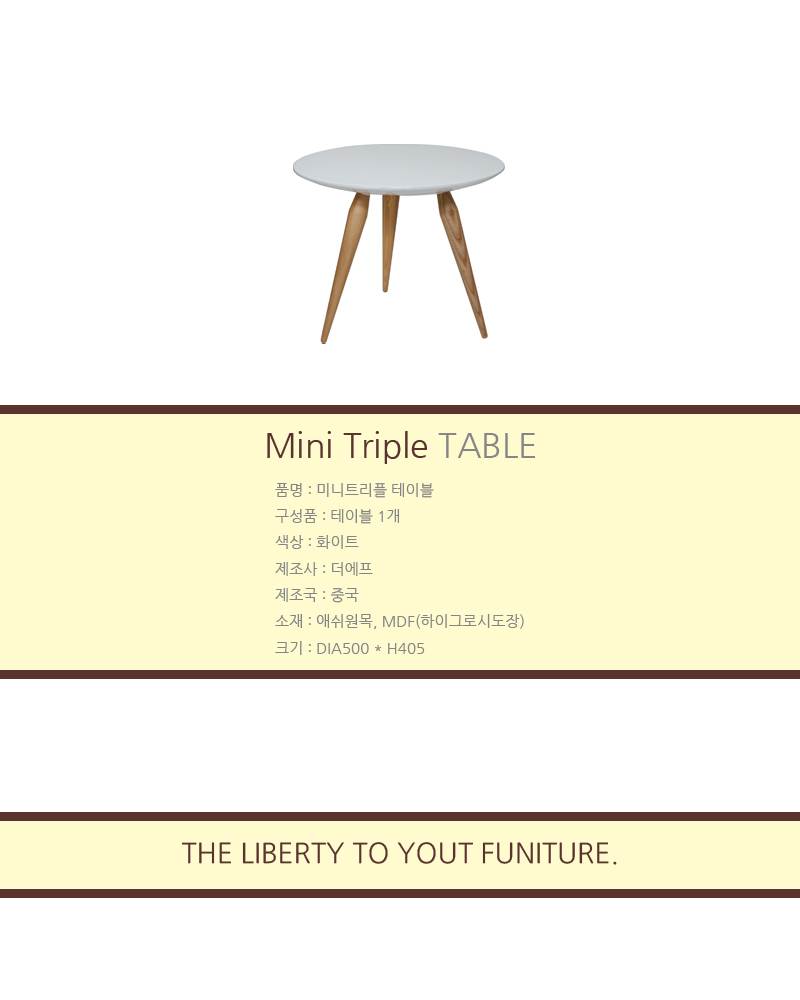 Mini Triple TABLE
품명 : 미니트리플 테이블
구성품 : 테이블 1개
색상 : 화이트
제조사 : 더에프
제조국 : 중국
소재 : 애쉬원목, MDF(하이그로시도장)
크기 : DIA500 * H405
THE LIBERTY TO YOUT FUNITURE.